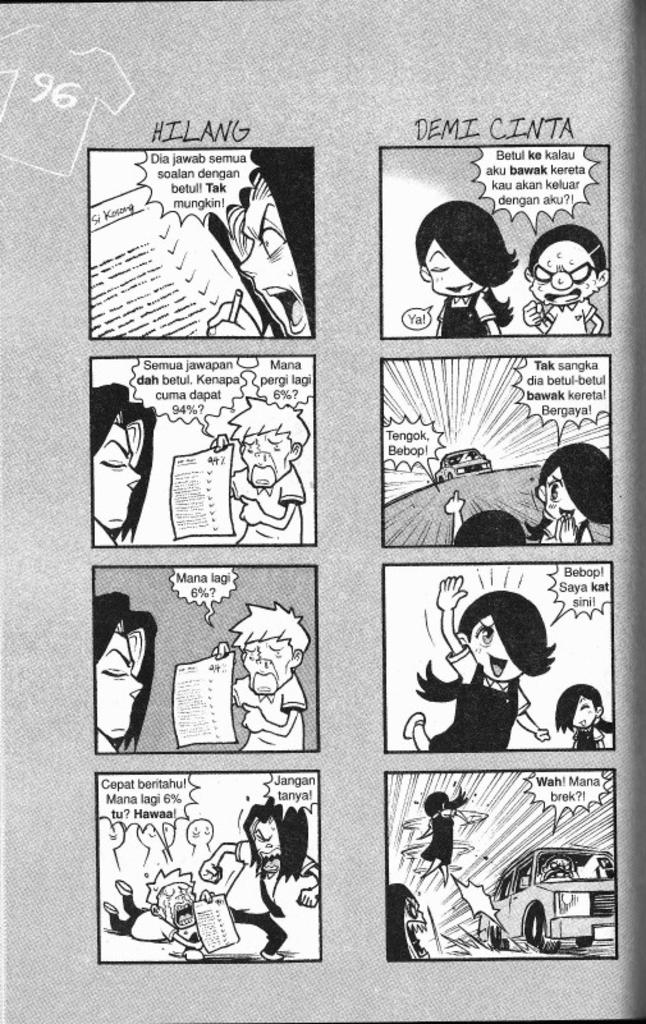 96
HILANG
Dia jawab semua
soalan dengan
betul! Tak
mungkin!
Si Kosong
Semua jawapan
dah betul. Kenapa
cuma dapat
94%?
Mana
pergi lagi
6%?
94%
Mana lagi
6%?
94%
Cepat beritahu!
Mana lagi 6%
tu? Hawaa!
Jangan
tanya!
DEMI CINTA
Betul ke kalau
aku bawak kereta
kau akan keluar
dengan aku?!
Ya!
Tak sangka
dia betul-betul
bawak kereta!
Bergaya!
Tengok,
Bebop!
Bebop!
Saya kat
sini!
Wah! Mana
brek?!